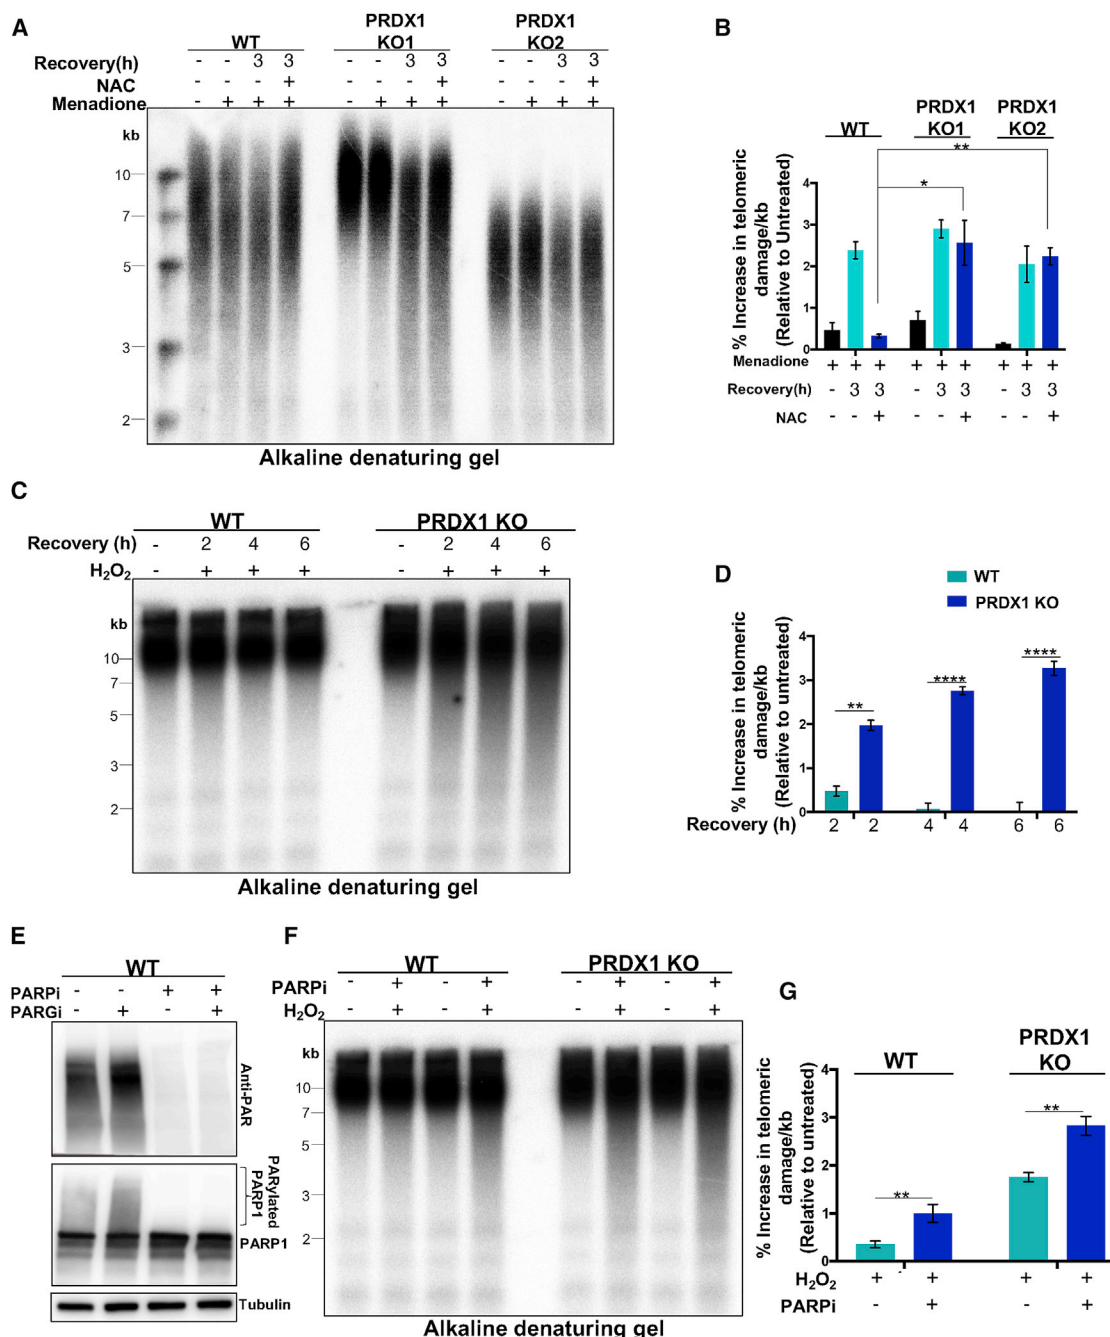 A
WT
PRDX1
KO1
PRDX1
KO2
Recovery(h) - - 3 3 - - 3 3 - - 3 3
NAC - - - + - - - + - - - +
Menadione - + + + - + + + - + + +
kb
10
7
5
3
2
Alkaline denaturing gel
B
WT
PRDX1
KO1
PRDX1
KO2
**
*
% Increase in telomeric
damage/kb
(Relative to Untreated)
4
3
2
1
0
Menadione + + + + + + + + +
Recovery(h) - 3 3 - 3 3 - 3 3
NAC - - + - - + - - +
C
WT
PRDX1 KO
Recovery (h) - 2 4 6 - 2 4 6
H2O2 - + + + - + + +
kb
10
7
5
3
2
Alkaline denaturing gel
D
WT
PRDX1 KO
% Increase in telomeric
damage/kb
(Relative to untreated)
4
3
2
1
0
**
****
****
Recovery (h) 2 2 4 4 6 6
E
WT
PARPi - - + +
PARGi - + - +
Anti-PAR
PARylated
PARP1
PARP1
Tubulin
F
WT
PRDX1 KO
PARPi - + - + - + - +
H2O2 - + - + - + - +
kb
10
7
5
3
2
Alkaline denaturing gel
G
WT
PRDX1
KO
% Increase in telomeric
damage/kb
(Relative to untreated)
4
3
2
1
0
**
**
H2O2 + + + +
PARPi - + - +